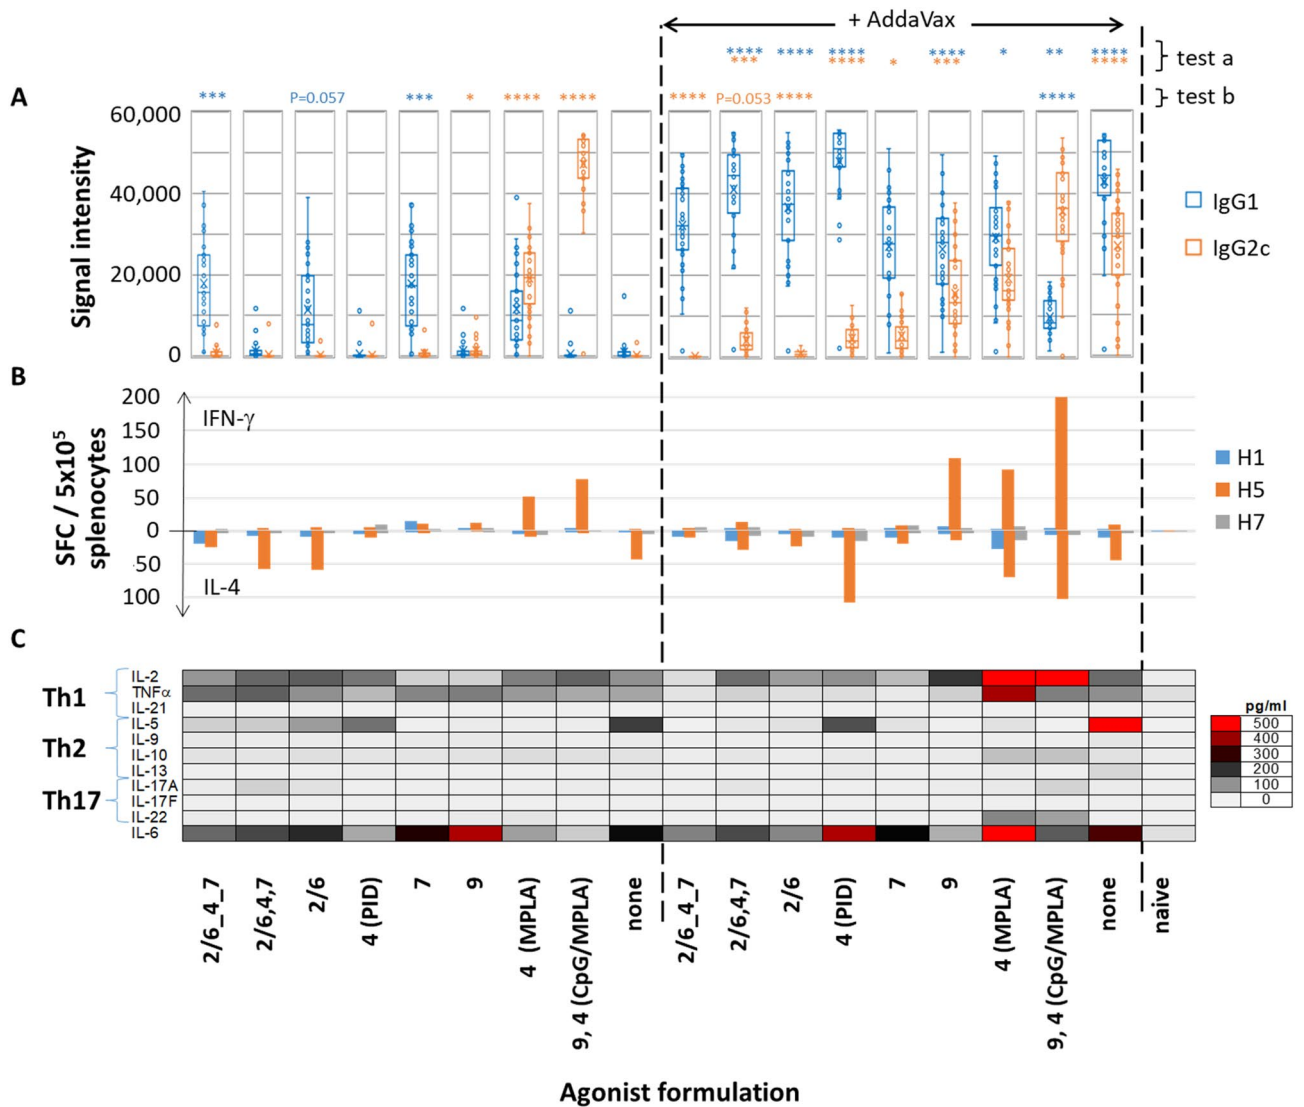 + AddaVax
**** **** **** **** * ** ****
*** **** * *** ****
test a
A
*** P=0.057 *** * **** **** **** P=0.053 **** ****
test b
60,000
40,000
20,000
0
Signal intensity
IgG1
IgG2c
B
200
150
100
50
0
50
100
IFN-γ
IL-4
SFC / 5x10⁵
splenocytes
H1
H5
H7
C
Th1
IL-2
TNFα
IL-21
Th2
IL-5
IL-9
IL-10
IL-13
Th17
IL-17A
IL-17F
IL-22
IL-6
pg/ml
500
400
300
200
100
0
2/6_4_7
2/6,4,7
2/6
4 (PID)
7
9
4 (MPLA)
9, 4 (CpG/MPLA)
none
2/6_4_7
2/6,4,7
2/6
4 (PID)
7
9
4 (MPLA)
9, 4 (CpG/MPLA)
none
naive
Agonist formulation